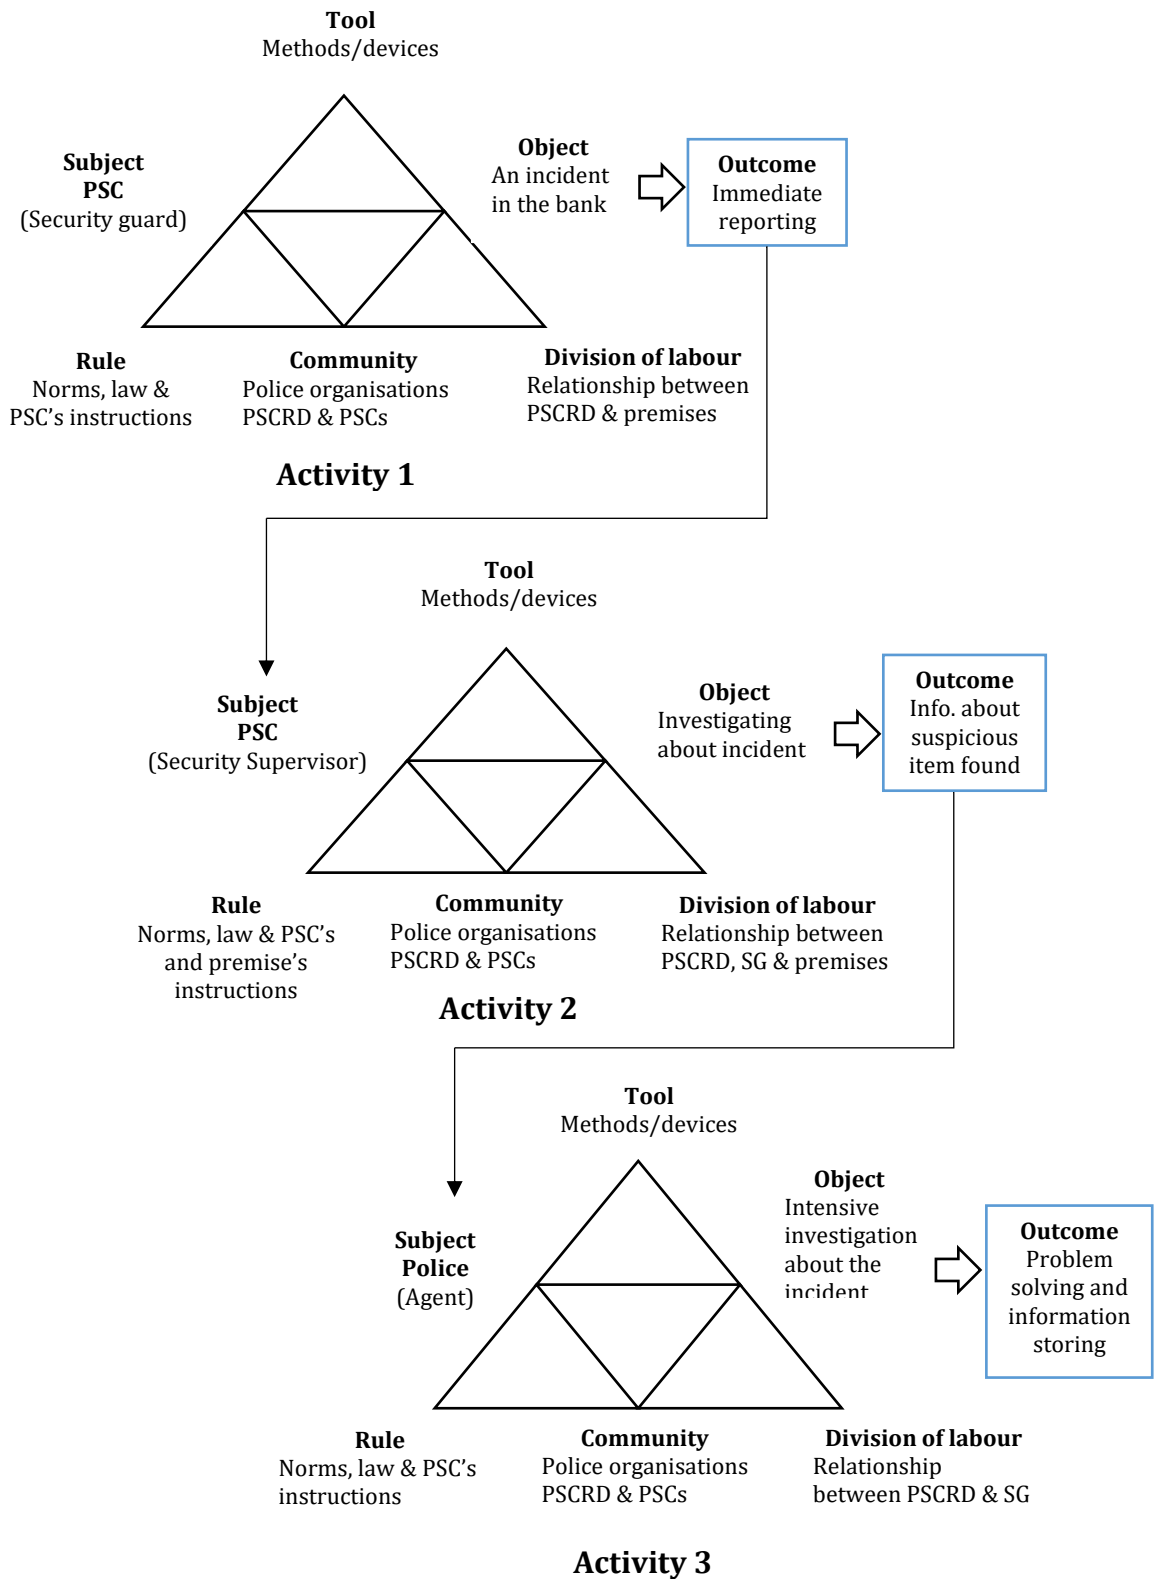 Tool
Methods/devices
Subject
PSC
(Security guard)
Object
An incident
in the bank
Outcome
Immediate
reporting
Rule
Norms, law &
PSC’s instructions
Community
Police organisations
PSCRD & PSCs
Division of labour
Relationship between
PSCRD & premises
Activity 1
Tool
Methods/devices
Subject
PSC
(Security Supervisor)
Object
Investigating
about incident
Outcome
Info. about
suspicious
item found
Rule
Norms, law & PSC’s
and premise’s
instructions
Community
Police organisations
PSCRD & PSCs
Division of labour
Relationship between
PSCRD, SG & premises
Activity 2
Tool
Methods/devices
Subject
Police
(Agent)
Object
Intensive
investigation
about the
incident
Outcome
Problem
solving and
information
storing
Rule
Norms, law & PSC’s
instructions
Community
Police organisations
PSCRD & PSCs
Division of labour
Relationship
between PSCRD & SG
Activity 3